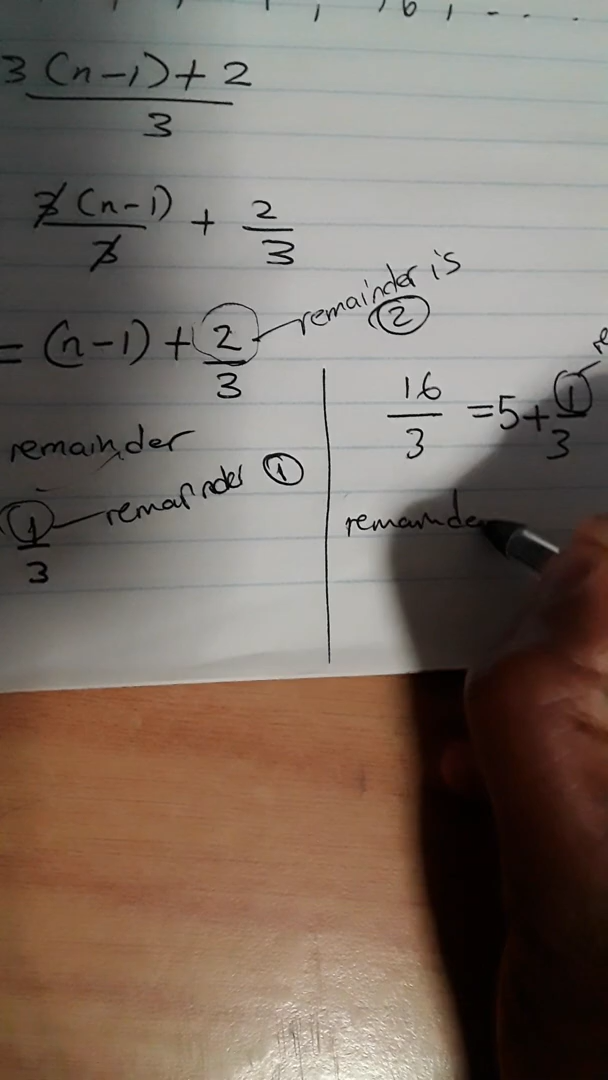 , 16, - - .
3(n-1)+2
3
3(n-1)/3 + 2/3
= (n-1) + 2/3 remainder is 2
remainder
1/3 remainder 1
16/3 = 5 + 1/3
remainde